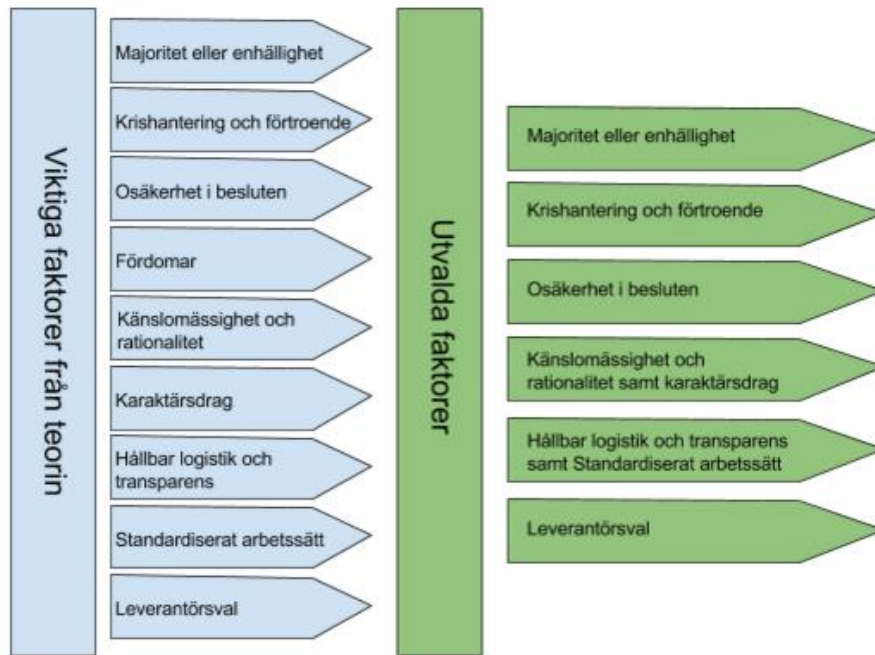 Viktiga faktorer från teorin
Majoritet eller enhällighet
Krishantering och förtroende
Osäkerhet i besluten
Fördomar
Känslomässighet och
rationalitet
Karaktärsdrag
Hållbar logistik och
transparens
Standardiserat arbetssätt
Leverantörsval
Utvalda faktorer
Majoritet eller enhällighet
Krishantering och förtroende
Osäkerhet i besluten
Känslomässighet och
rationalitet samt karaktärsdrag
Hållbar logistik och transparens
samt Standardiserat arbetssätt
Leverantörsval